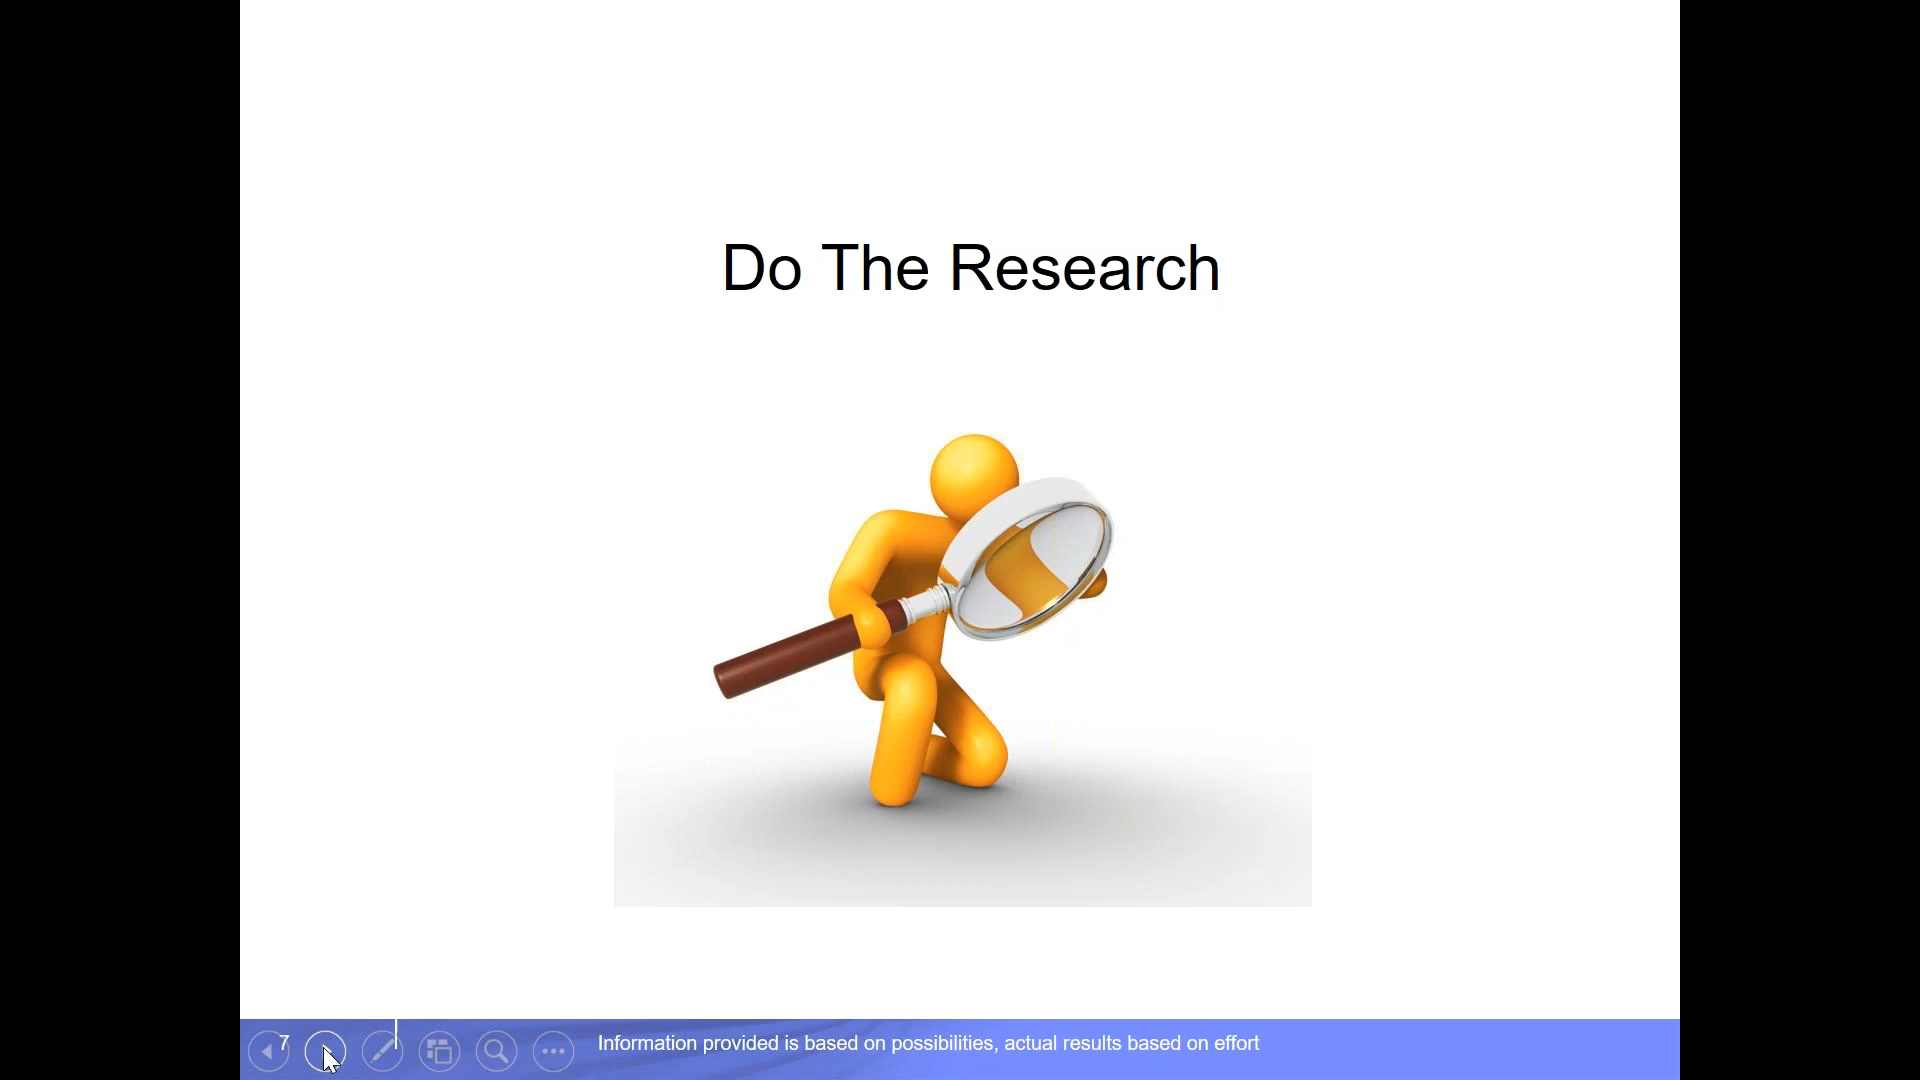 Do The Research
7
Information provided is based on possibilities, actual results based on effort